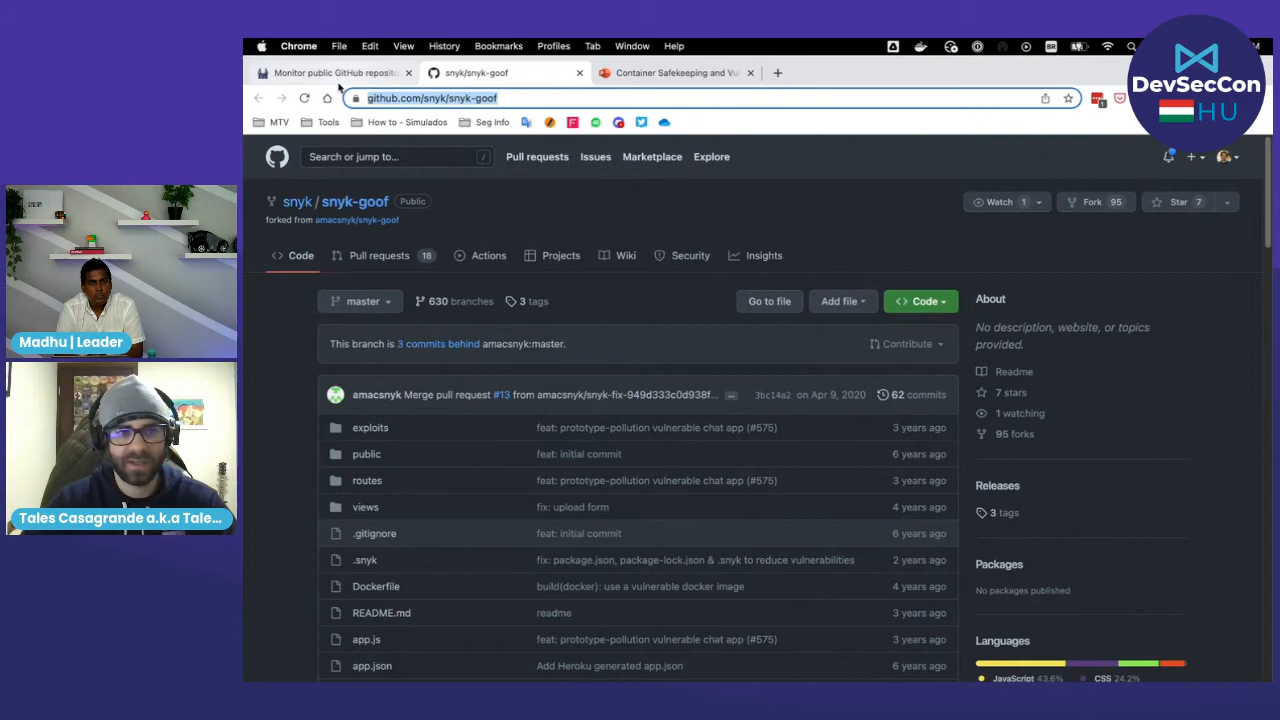 Chrome File Edit View History Bookmarks Profiles Tab Window Help
BR
M
Monitor public GitHub reposito
snyk/snyk-goof
Container Safekeeping and Vu
github.com/snyk/snyk-goof
MTV Tools How to - Simulados Seg Info
DevSecCon
HU
Search or jump to... /
Pull requests Issues Marketplace Explore
snyk / snyk-goof Public
forked from amacsnyk/snyk-goof
Watch 1
Fork 95
Star 7
Code Pull requests 18 Actions Projects Wiki Security Insights
master 630 branches 3 tags
Go to file Add file Code
This branch is 3 commits behind amacsnyk:master.
Contribute
amacsnyk Merge pull request #13 from amacsnyk/snyk-fix-949d333c0d938f... ... 3bc14a2 on Apr 9, 2020 62 commits
exploits feat: prototype-pollution vulnerable chat app (#575) 3 years ago
public feat: initial commit 6 years ago
routes feat: prototype-pollution vulnerable chat app (#575) 3 years ago
views fix: upload form 4 years ago
.gitignore feat: initial commit 6 years ago
.snyk fix: package.json, package-lock.json & .snyk to reduce vulnerabilities 2 years ago
Dockerfile build(docker): use a vulnerable docker image 4 years ago
README.md readme 3 years ago
app.js feat: prototype-pollution vulnerable chat app (#575) 3 years ago
app.json Add Heroku generated app.json 6 years ago
About
No description, website, or topics
provided.
Readme
7 stars
1 watching
95 forks
Releases
3 tags
Packages
No packages published
Languages
JavaScript 43.6% CSS 24.2%
Madhu | Leader
Tales Casagrande a.k.a Tale...